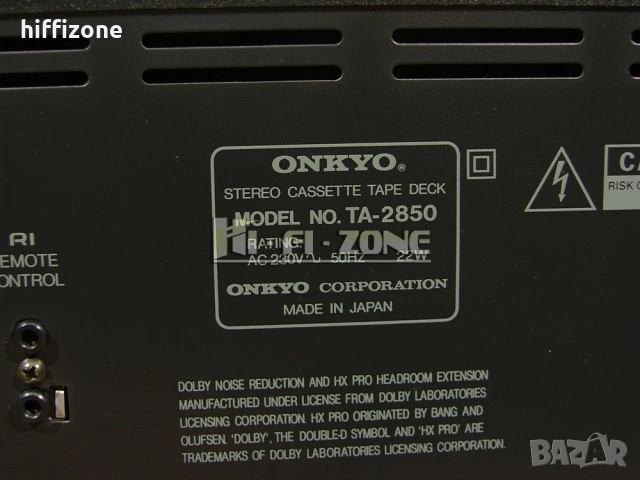 hiffizone
ONKYO®
STEREO CASSETTE TAPE DECK
MODEL NO. TA-2850
Hi-Fi-ZONE
RATING:
AC 230V ~ 50HZ 22W
ONKYO CORPORATION
MADE IN JAPAN
CA
RISK O
RI
EMOTE
ONTROL
DOLBY NOISE REDUCTION AND HX PRO HEADROOM EXTENSION
MANUFACTURED UNDER LICENSE FROM DOLBY LABORATORIES
LICENSING CORPORATION. HX PRO ORIGINATED BY BANG AND
OLUFSEN. 'DOLBY', THE DOUBLE-D SYMBOL AND 'HX PRO' ARE
TRADEMARKS OF DOLBY LABORATORIES LICENSING CORPORATION.
BAZAR